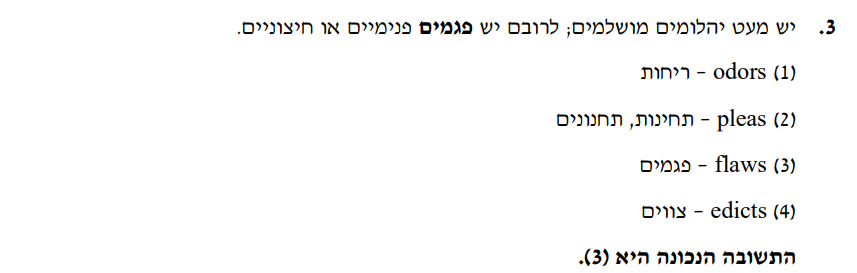 3. יש מעט יהלומים מושלמים; לרובם יש פגמים פנימיים או חיצוניים.
(1) odors – ריחות
(2) pleas – תחינות, תחנונים
(3) flaws – פגמים
(4) edicts – צווים
התשובה הנכונה היא (3).